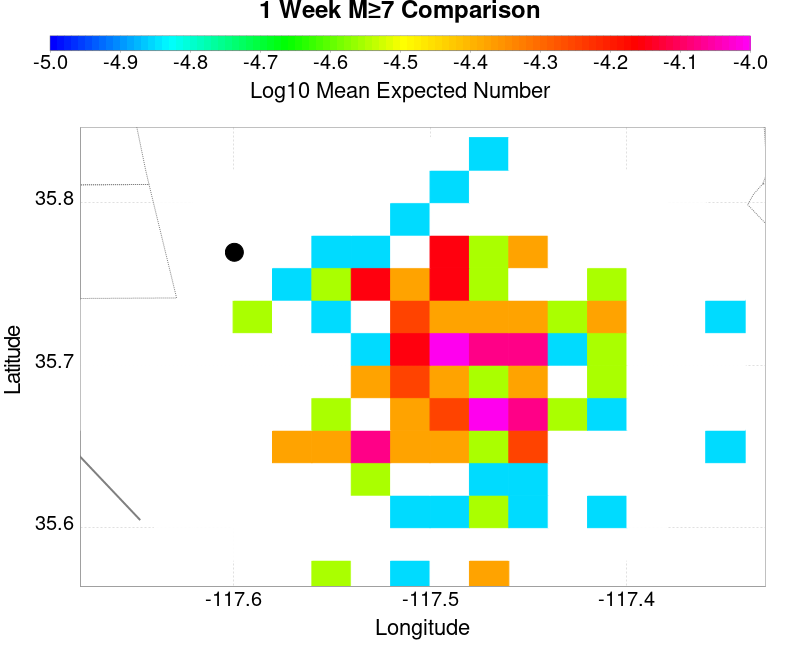 1 Week M≥7 Comparison
-5.0 -4.9 -4.8 -4.7 -4.6 -4.5 -4.4 -4.3 -4.2 -4.1 -4.0
Log10 Mean Expected Number
35.8
35.7
35.6
Latitude
-117.6 -117.5 -117.4
Longitude